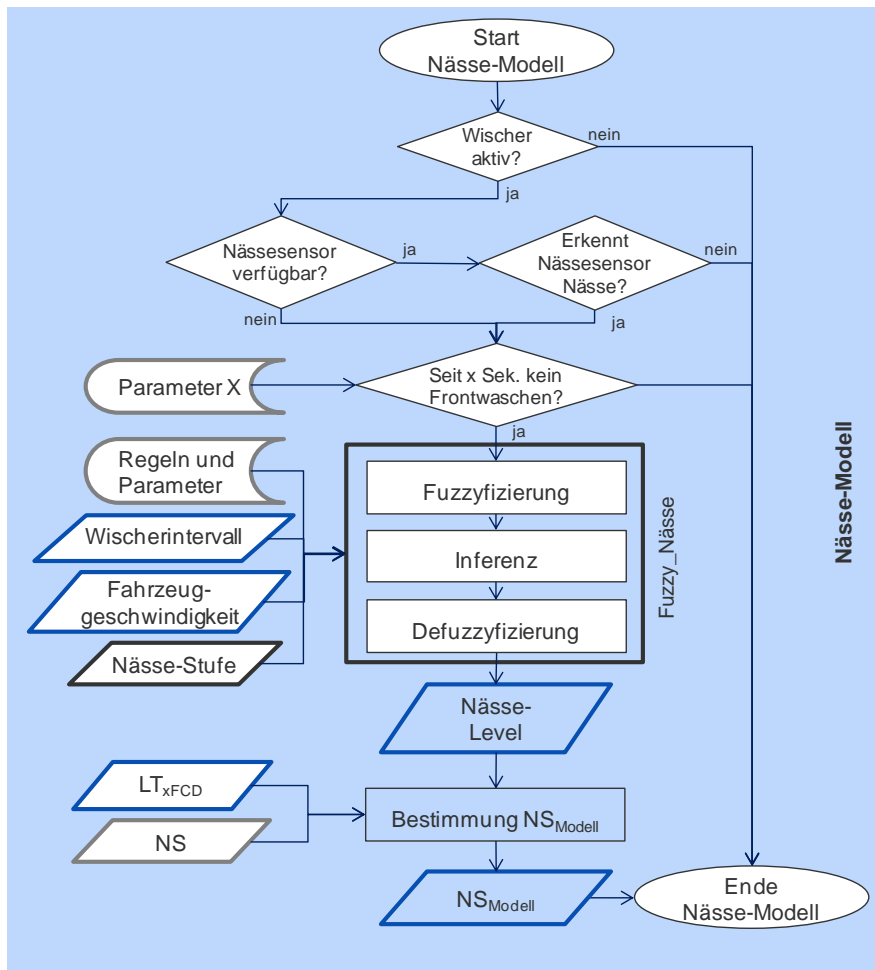 Start
Nässe-Modell
Wischer
aktiv?
nein
ja
Nässesensor
verfügbar?
ja
Erkennt
Nässesensor
Nässe?
nein
nein
ja
Parameter X
Seit x Sek. kein
Frontwaschen?
ja
Regeln und
Parameter
Wischerintervall
Fahrzeug-
geschwindigkeit
Nässe-Stufe
Fuzzyfizierung
Inferenz
Defuzzyfizierung
Fuzzy_Nässe
Nässe-Modell
Nässe-
Level
LTxFCD
NS
Bestimmung NSModell
NSModell
Ende
Nässe-Modell